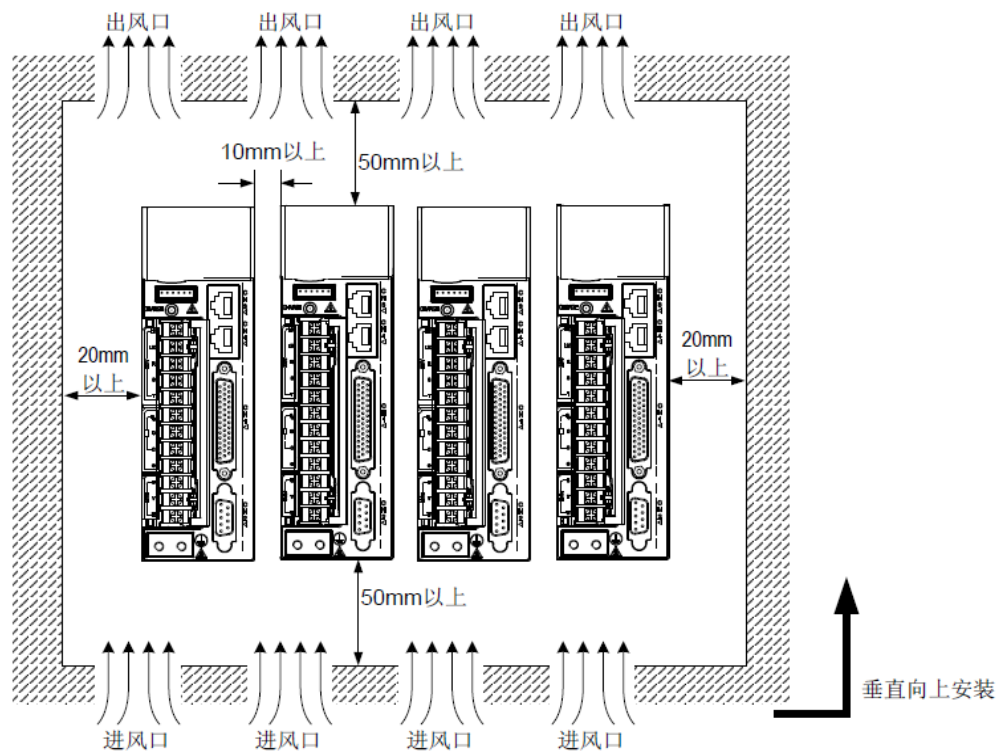 出风口 出风口 出风口 出风口
10mm以上
50mm以上
20mm
以上
20mm
以上
50mm以上
进风口 进风口 进风口 进风口
垂直向上安装